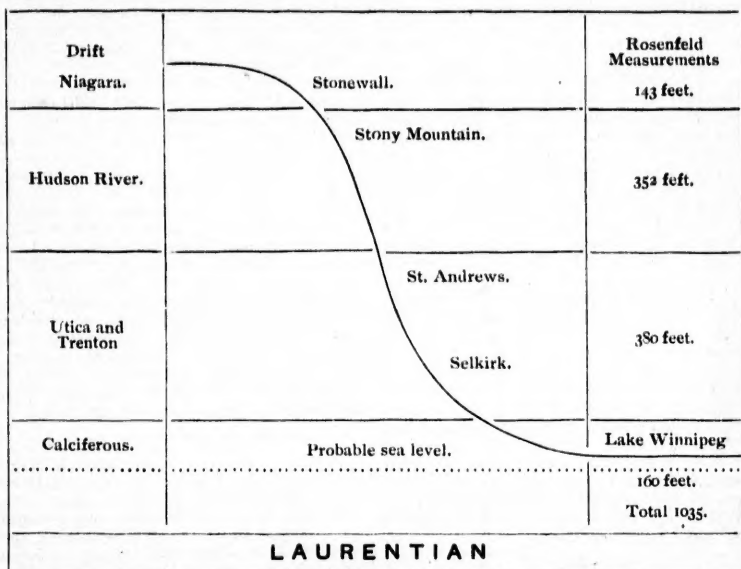 Drift
Niagara.
Stonewall.
Rosenfeld
Measurements
143 feet.
Hudson River.
Stony Mountain.
352 feft.
Utica and
Trenton
St. Andrews.
Selkirk.
380 feet.
Calciferous.
Probable sea level.
Lake Winnipeg
160 feet.
Total 1035.
LAURENTIAN